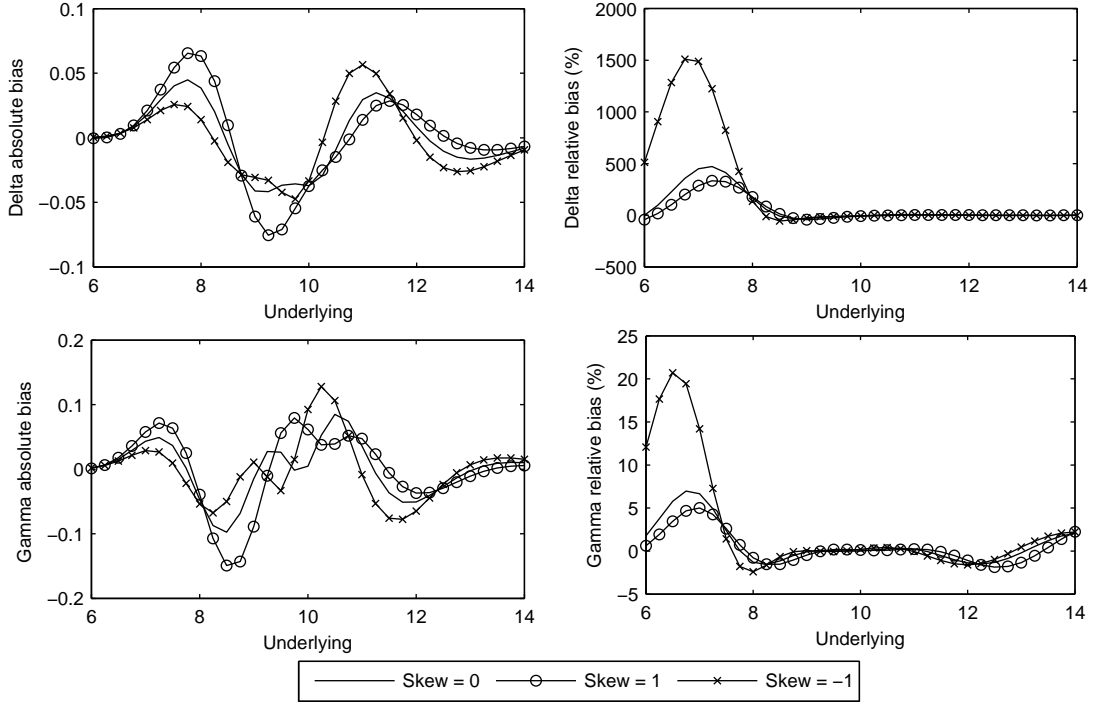 0.1
0.05
0
−0.05
−0.1
Delta absolute bias
6 8 10 12 14
Underlying
2000
1500
1000
500
0
−500
Delta relative bias (%)
6 8 10 12 14
Underlying
0.2
0.1
0
−0.1
−0.2
Gamma absolute bias
6 8 10 12 14
Underlying
25
20
15
10
5
0
−5
Gamma relative bias (%)
6 8 10 12 14
Underlying
Skew = 0 Skew = 1 Skew = −1